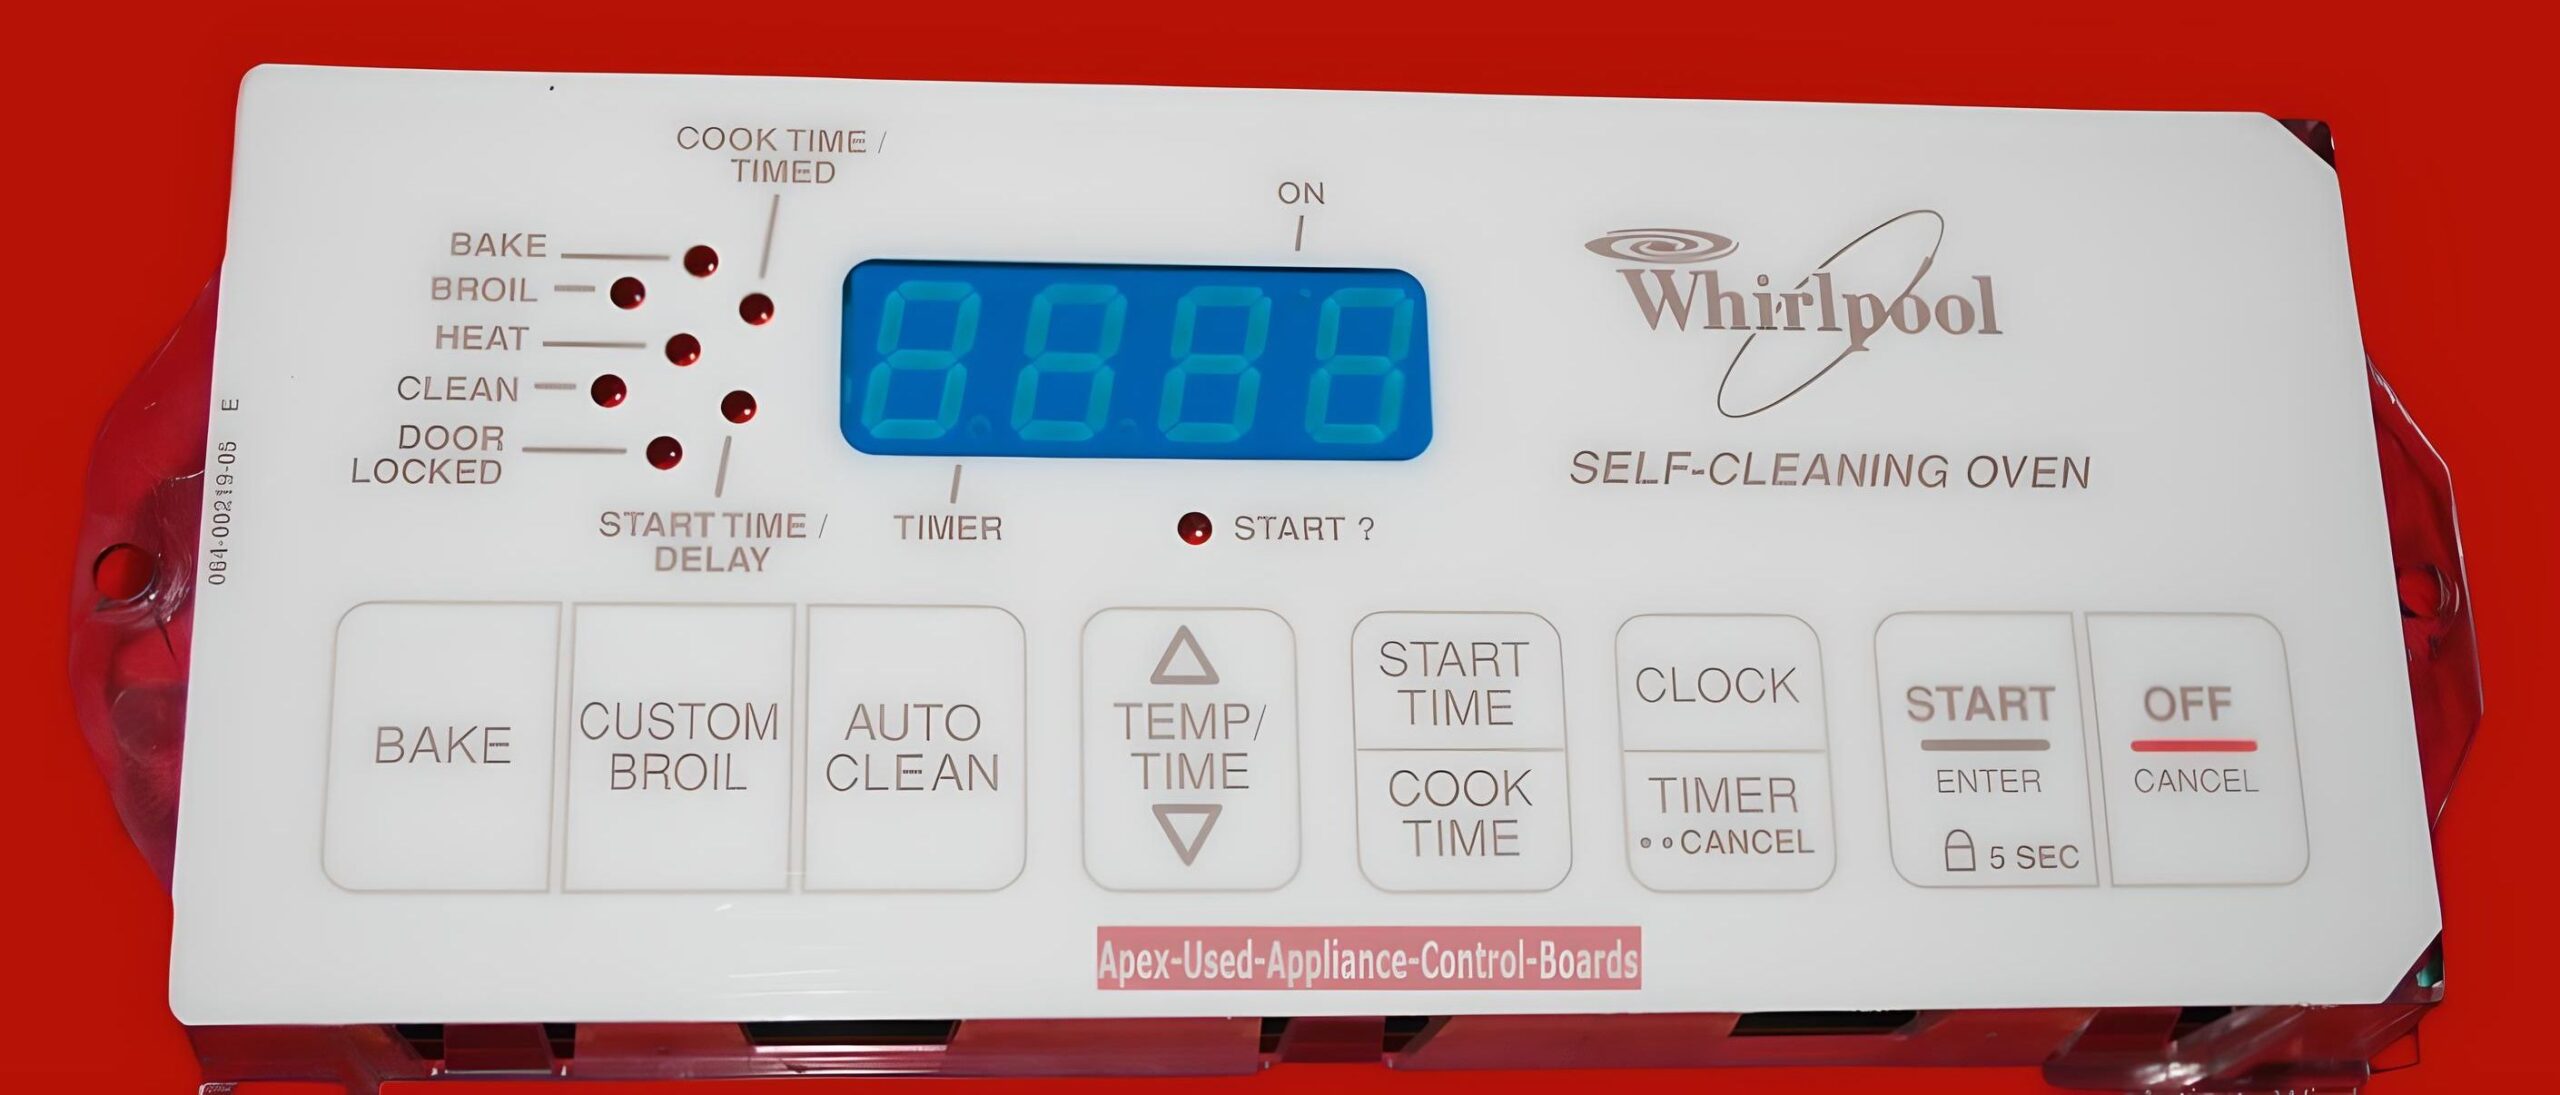 COOK TIME /
TIMED
ON
BAKE
BROIL
HEAT
CLEAN
DOOR
LOCKED
START TIME /
DELAY
TIMER
START ?
Whirlpool
SELF-CLEANING OVEN
061-00219-05 E
BAKE
CUSTOM
BROIL
AUTO
CLEAN
TEMP/
TIME
START
TIME
COOK
TIME
CLOCK
TIMER
••CANCEL
START
ENTER
5 SEC
OFF
CANCEL
Apex-Used-Appliance-Control-Boards